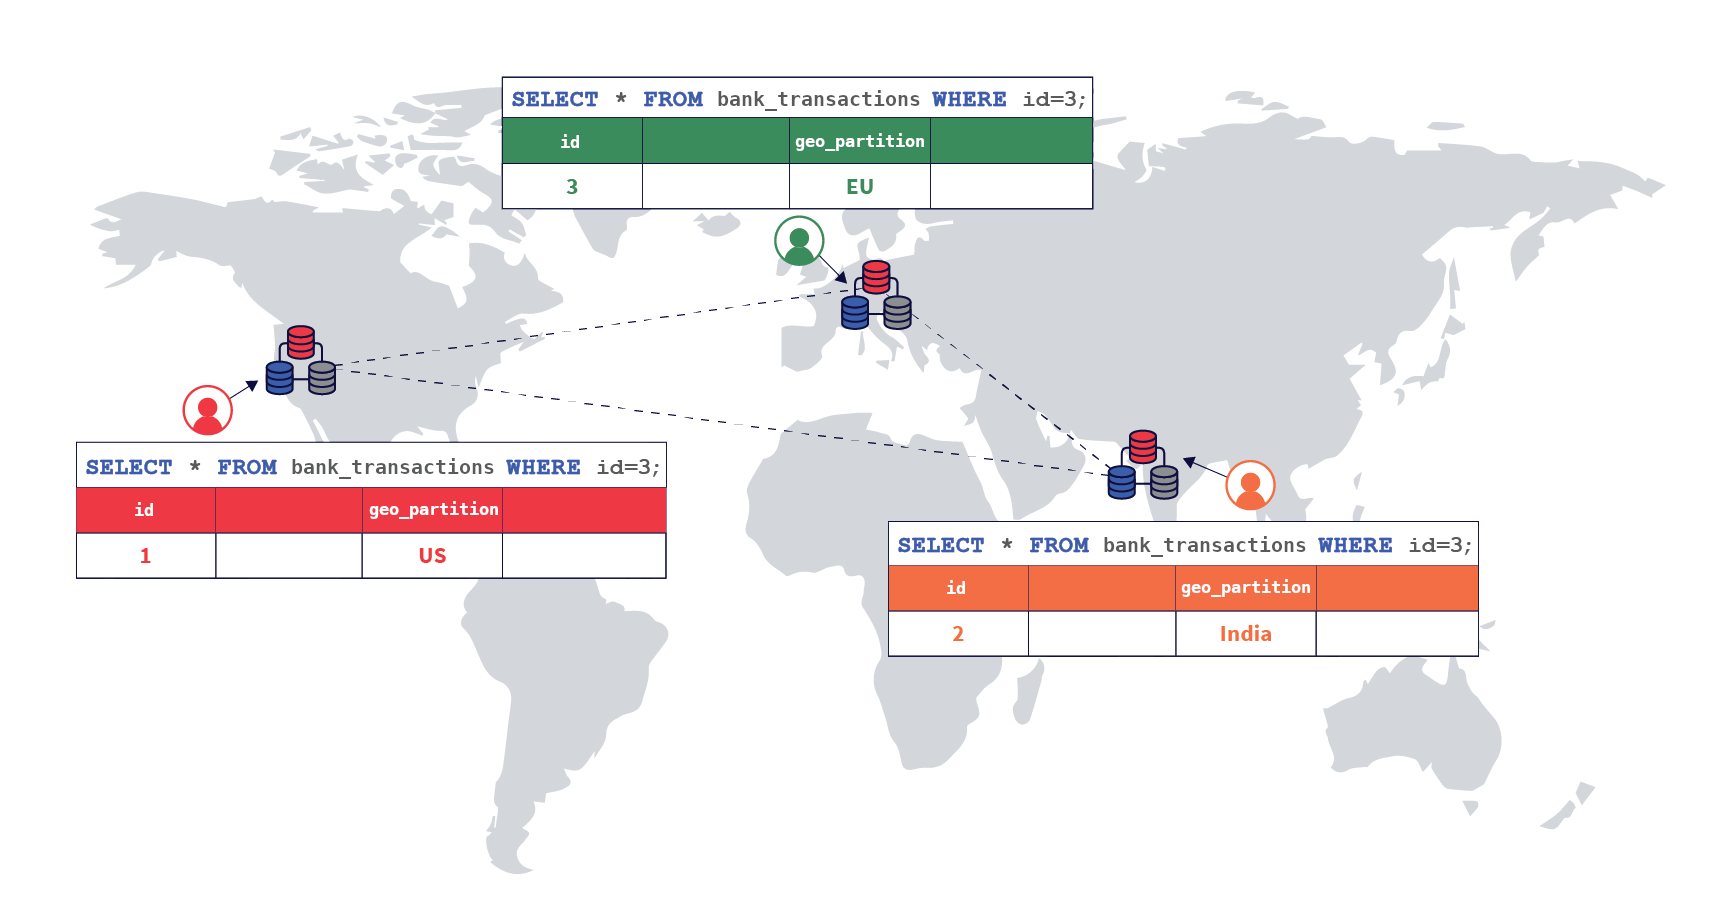 SELECT * FROM bank_transactions WHERE id=3;
id geo_partition
3 EU
SELECT * FROM bank_transactions WHERE id=3;
id geo_partition
1 US
SELECT * FROM bank_transactions WHERE id=3;
id geo_partition
2 India